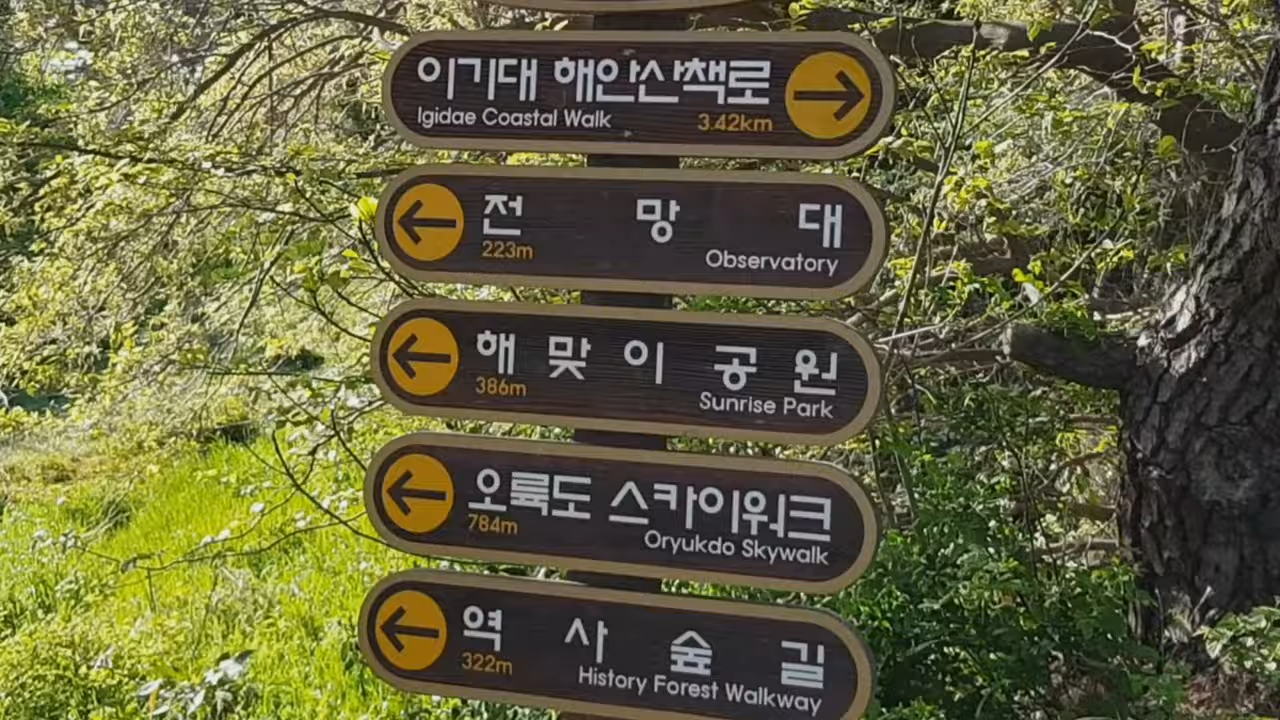 이기대 해안산책로
Igidae Coastal Walk 3.42km
전 망 대
223m Observatory
해 맞 이 공 원
386m Sunrise Park
오륙도 스카이워크
784m Oryukdo Skywalk
역 사 숲 길
322m History Forest Walkway